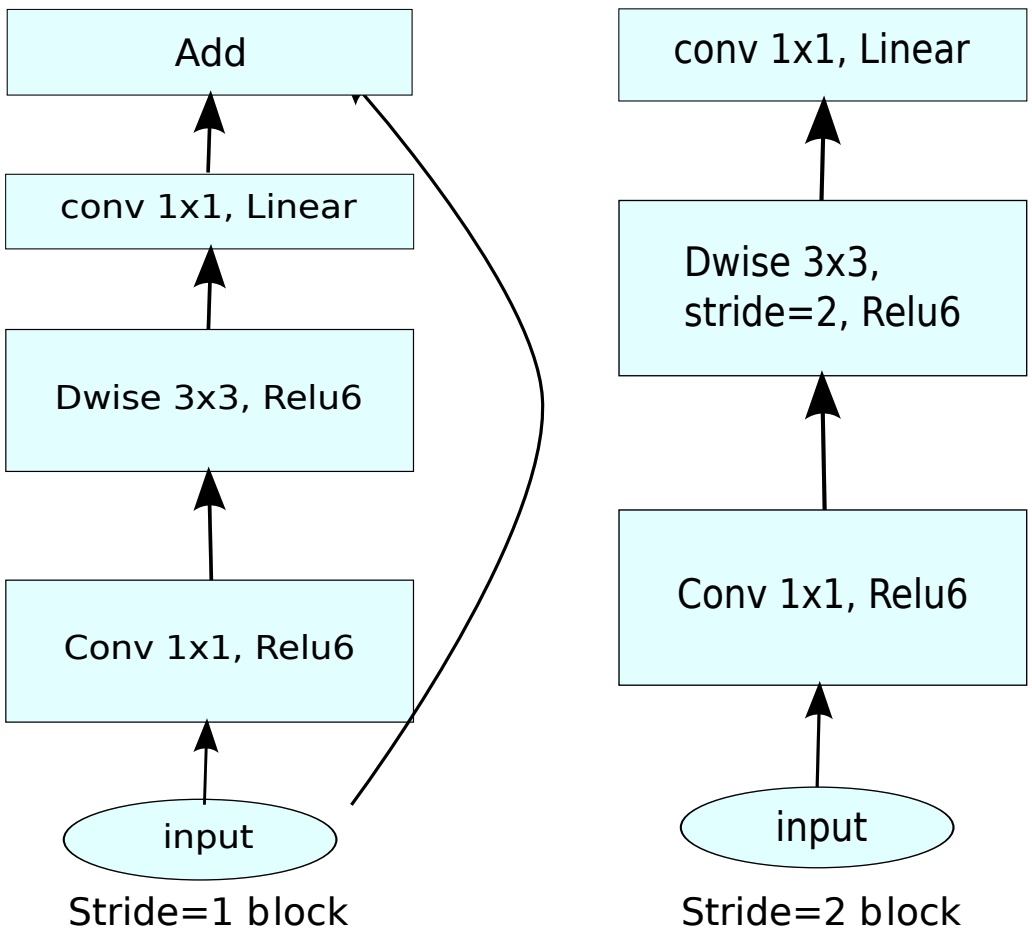 Add
conv 1x1, Linear
Dwise 3x3, Relu6
Conv 1x1, Relu6
input
Stride=1 block
conv 1x1, Linear
Dwise 3x3,
stride=2, Relu6
Conv 1x1, Relu6
input
Stride=2 block